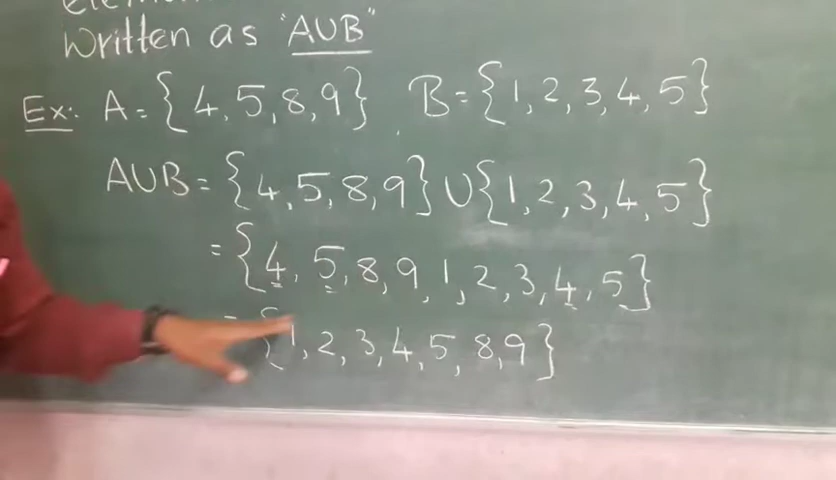 Written as "AUB"
Ex:. A = {4, 5, 8, 9}, B = {1, 2, 3, 4, 5}
AUB = {4, 5, 8, 9} U {1, 2, 3, 4, 5}
= {4, 5, 8, 9, 1, 2, 3, 4, 5}
= {1, 2, 3, 4, 5, 8, 9}